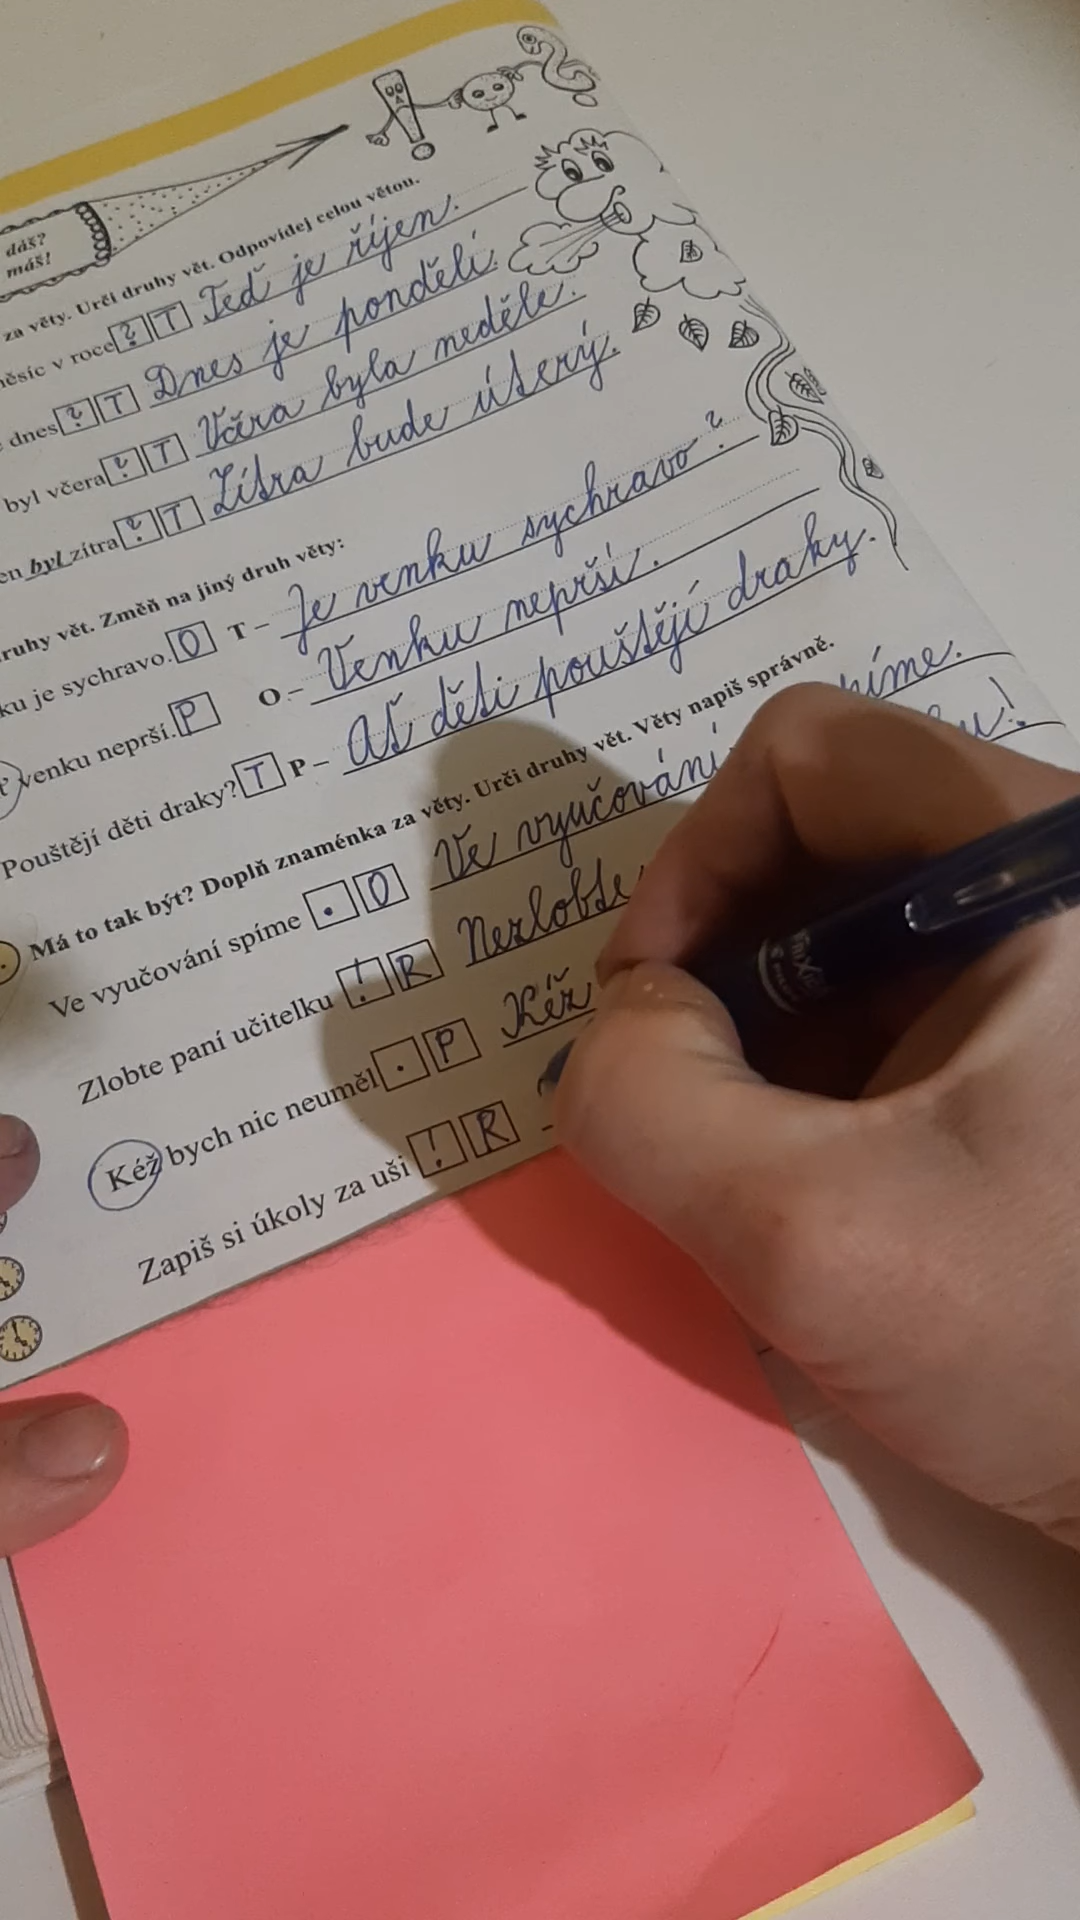 dáš?
máš!
za věty. Urči druhy vět. Odpovídej celou větou.
měsíc v roce ? T Teď je říjen.
dnes ? T Dnes je pondělí.
byl včera ? T Včera byla neděle.
byl zítra ? T Zítra bude úterý.
druhy vět. Změň na jiný druh věty:
je sychravo. O T – Je venku sychravo?
venku neprší. P O – Venku neprší.
Pouštějí děti draky? T P – Ať děti pouštějí draky.
Má to tak být? Doplň znaménka za věty. Urči druhy vět. Věty napiš správně.
Ve vyučování spíme . O Ve vyučování
Zlobte paní učitelku ! R Nezlobte
Kéž bych nic neuměl . P Kéž
Zapiš si úkoly za uši ! R